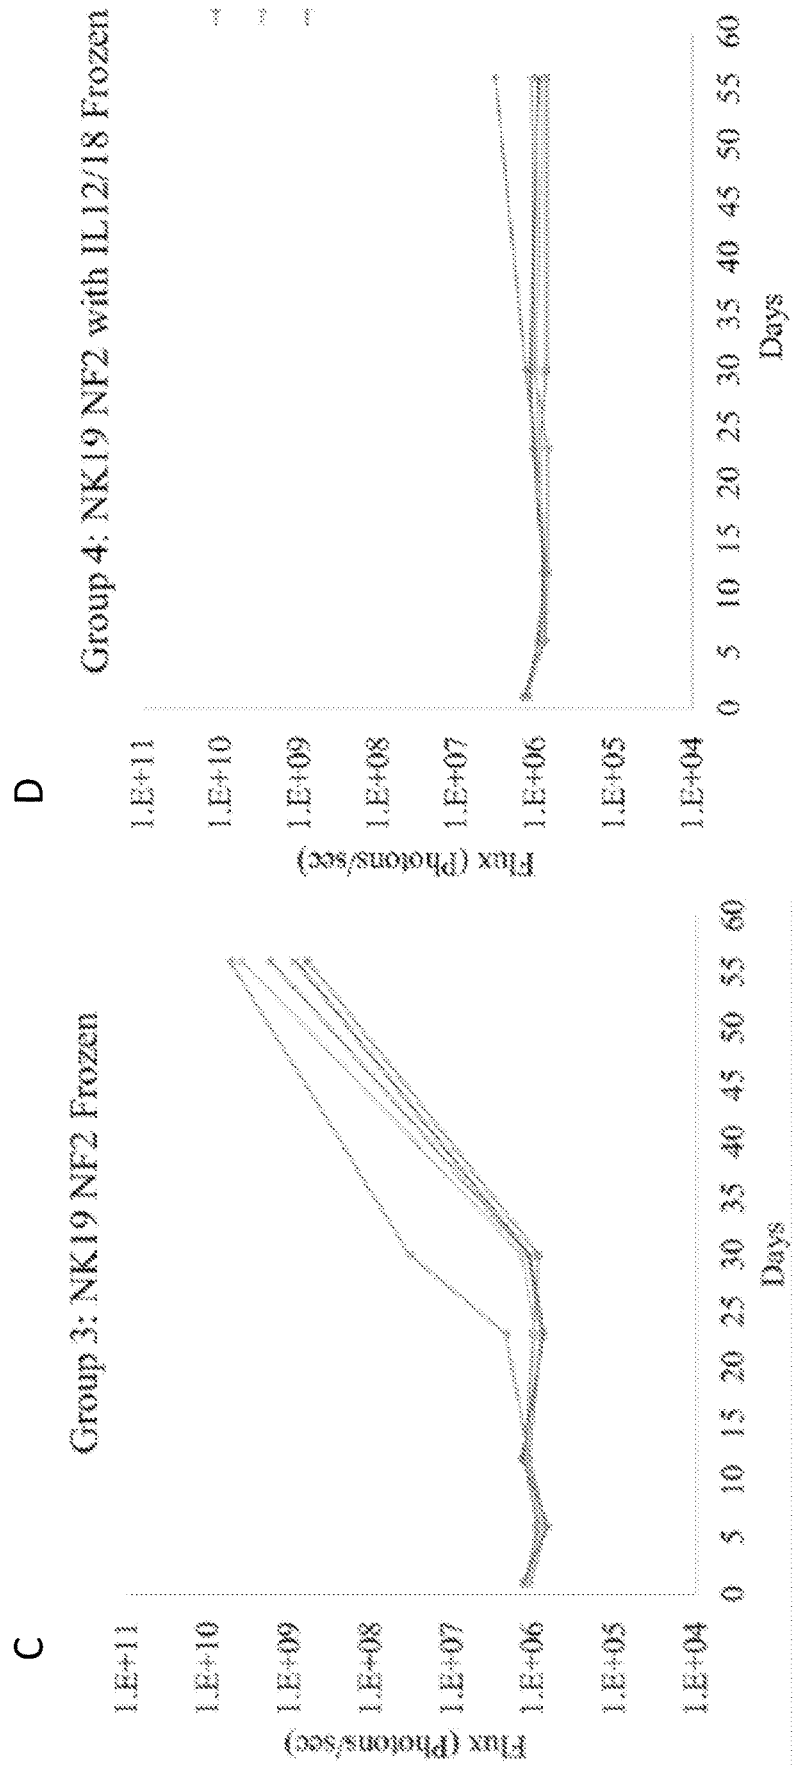 C
Group 3: NK19 NF2 Frozen
Flux (Photons/sec)
1.E+11
1.E+10
1.E+09
1.E+08
1.E+07
1.E+06
1.E+05
1.E+04
0 5 10 15 20 25 30 35 40 45 50 55 60
Days
D
Group 4: NK19 NF2 with IL12/18 Frozen
Flux (Photons/sec)
1.E+11
1.E+10
1.E+09
1.E+08
1.E+07
1.E+06
1.E+05
1.E+04
0 5 10 15 20 25 30 35 40 45 50 55 60
Days